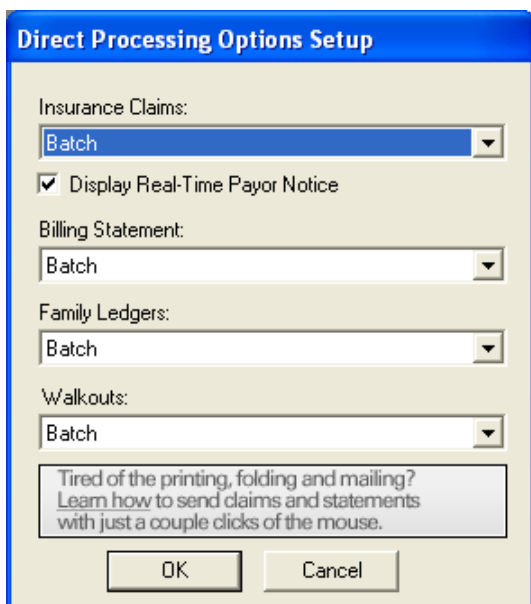 Direct Processing Options Setup
Insurance Claims:
Batch
Display Real-Time Payor Notice
Billing Statement:
Batch
Family Ledgers:
Batch
Walkouts:
Batch
Tired of the printing, folding and mailing?
Learn how to send claims and statements
with just a couple clicks of the mouse.
OK Cancel